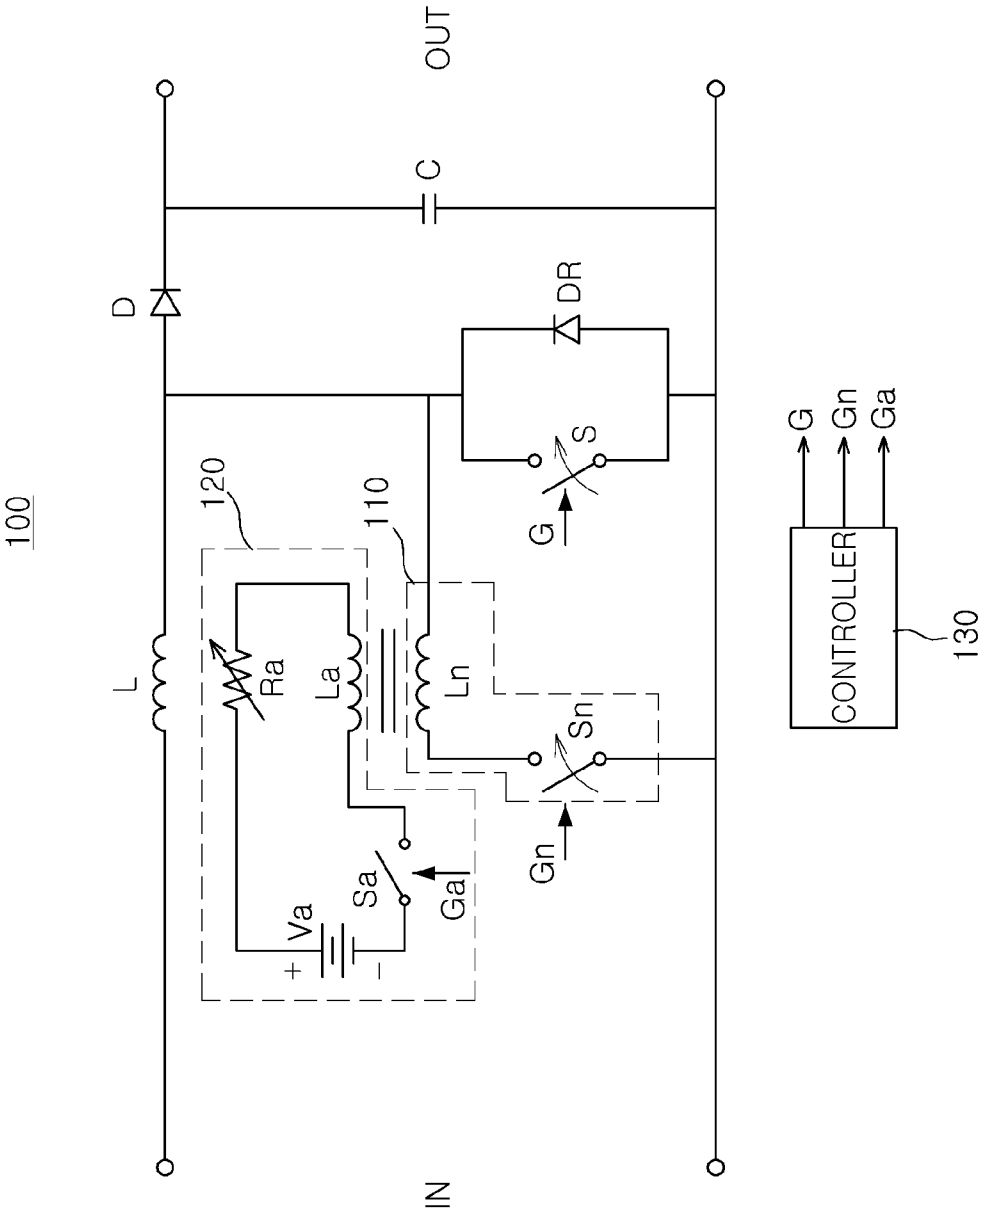 100
L
D
120
Ra
La
Va
+
−
Sa
Ga
110
Ln
Sn
Gn
G
S
DR
C
IN
OUT
CONTROLLER
130
G
Gn
Ga